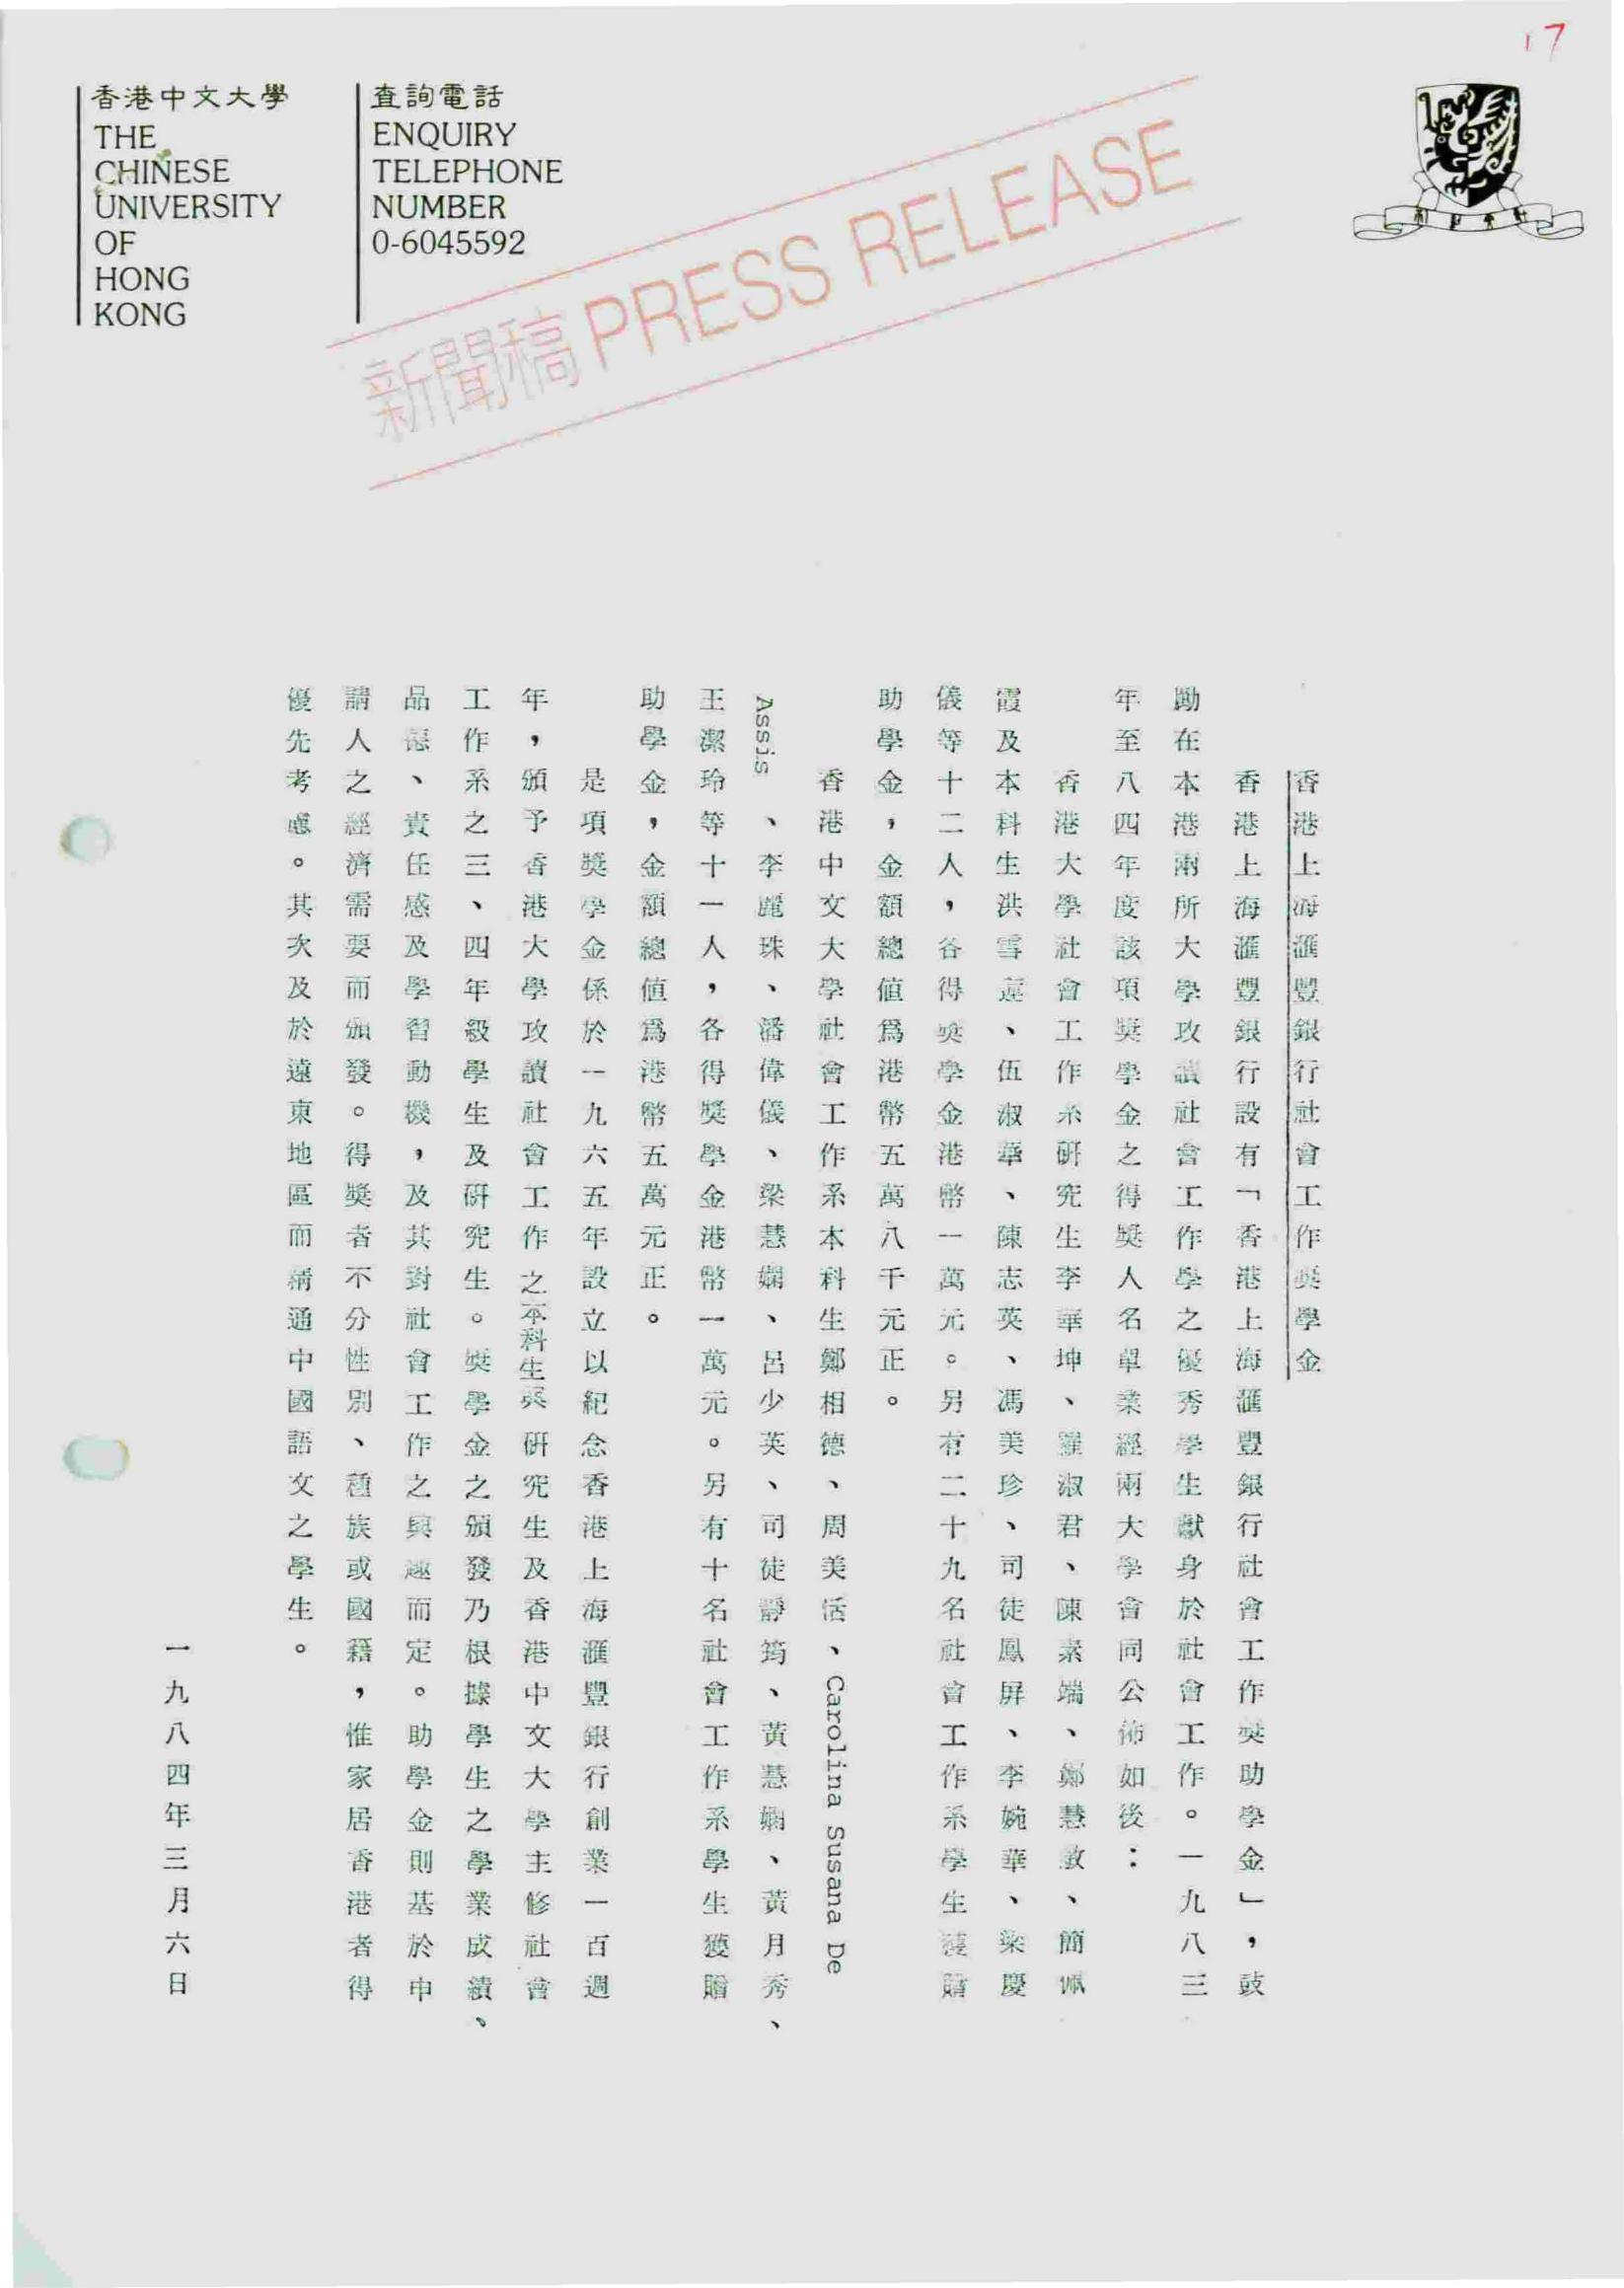 17
香港中文大學
THE
CHINESE
UNIVERSITY
OF
HONG
KONG
查詢電話
ENQUIRY
TELEPHONE
NUMBER
0-6045592
新聞稿 PRESS RELEASE
香港上海滙豐銀行社會工作獎學金
香港上海滙豐銀行設有「香港上海滙豐銀行社會工作獎助學金」，鼓
勵在本港兩所大學攻讀社會工作學之優秀學生獻身於社會工作。一九八三
年至八四年度該項獎學金之得獎人名單業經兩大學會同公佈如後：
香港大學社會工作系研究生李華坤、羅淑君、陳素端、鄭慧敏、簡佩
霞及本科生洪雪蓮、伍淑華、陳志英、馮美珍、司徒鳳屏、李婉華、梁慶
儀等十二人，各得獎學金港幣一萬元。另有二十九名社會工作系學生獲贈
助學金，金額總值爲港幣五萬八千元正。
香港中文大學社會工作系本科生鄭相德、周美活、Carolina Susana De
Assis、李麗珠、潘偉儀、梁慧嫻、呂少英、司徒靜筠、黃慧嫻、黃月秀、
王潔玲等十一人，各得獎學金港幣一萬元。另有十名社會工作系學生獲贈
助學金，金額總值爲港幣五萬元正。
是項獎學金係於一九六五年設立以紀念香港上海滙豐銀行創業一百週
年，頒予香港大學攻讀社會工作之本科生與研究生及香港中文大學主修社會
工作系之三、四年級學生及研究生。獎學金之頒發乃根據學生之學業成績、
品德、責任感及學習動機，及其對社會工作之興趣而定。助學金則基於申
請人之經濟需要而頒發。得獎者不分性別、種族或國籍，惟家居香港者得
優先考慮。其次及於遠東地區而精通中國語文之學生。
一九八四年三月六日